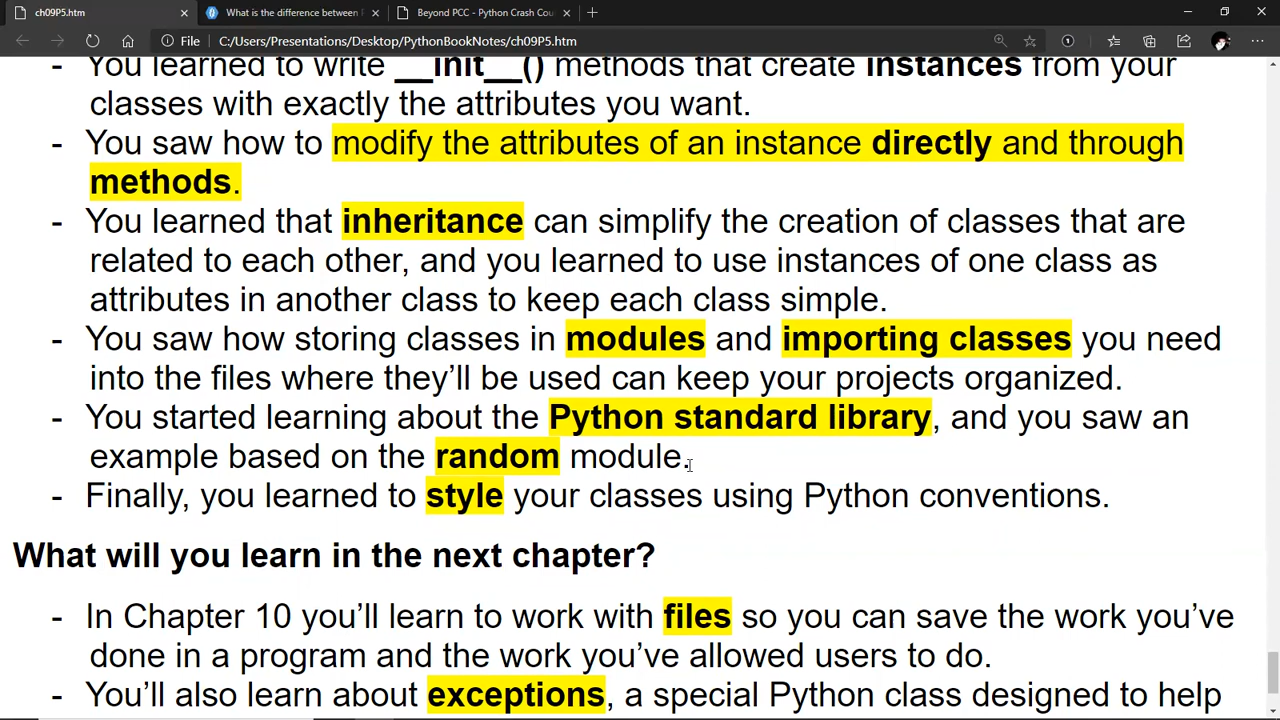 ch09P5.htm
What is the difference between P
Beyond PCC - Python Crash Cou
File C:/Users/Presentations/Desktop/PythonBookNotes/ch09P5.htm
- You learned to write __init__() methods that create instances from your
classes with exactly the attributes you want.
- You saw how to modify the attributes of an instance directly and through
methods.
- You learned that inheritance can simplify the creation of classes that are
related to each other, and you learned to use instances of one class as
attributes in another class to keep each class simple.
- You saw how storing classes in modules and importing classes you need
into the files where they’ll be used can keep your projects organized.
- You started learning about the Python standard library, and you saw an
example based on the random module.
- Finally, you learned to style your classes using Python conventions.
What will you learn in the next chapter?
- In Chapter 10 you’ll learn to work with files so you can save the work you’ve
done in a program and the work you’ve allowed users to do.
- You’ll also learn about exceptions, a special Python class designed to help